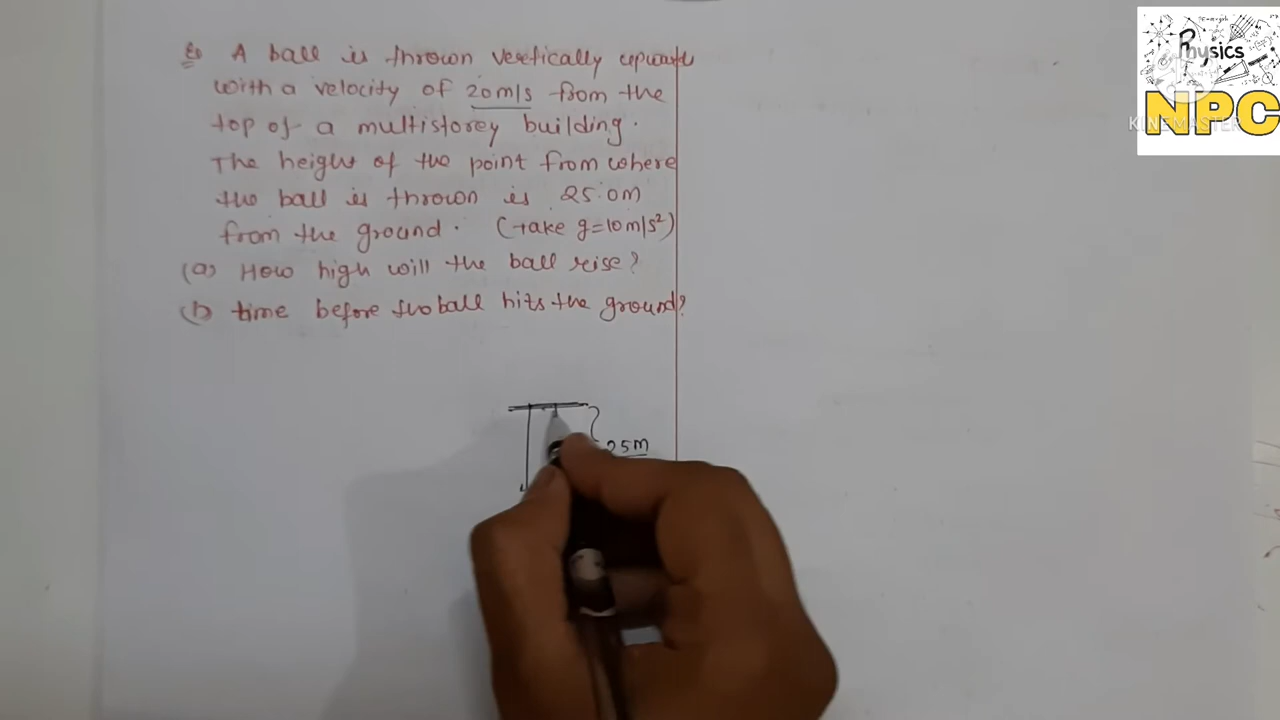 Ex A ball is thrown vertically upward
with a velocity of 20m/s from the
top of a multistorey building.
The height of the point from where
the ball is thrown is 25.0m
from the ground. (Take g=10m/s²)
(a) How high will the ball rise?
(b) time before the ball hits the ground?
25m
Physics
NPC
KINEMASTER